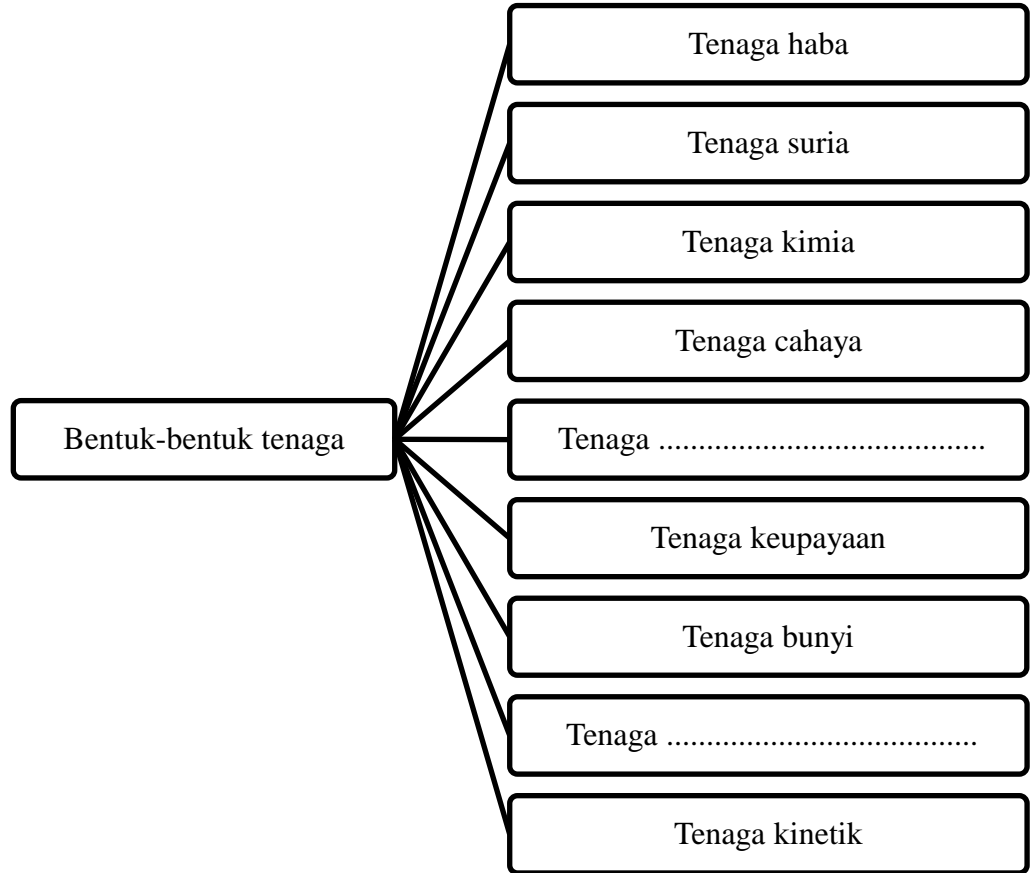 Tenaga haba
Tenaga suria
Tenaga kimia
Tenaga cahaya
Bentuk-bentuk tenaga
Tenaga .........................................
Tenaga keupayaan
Tenaga bunyi
Tenaga .......................................
Tenaga kinetik